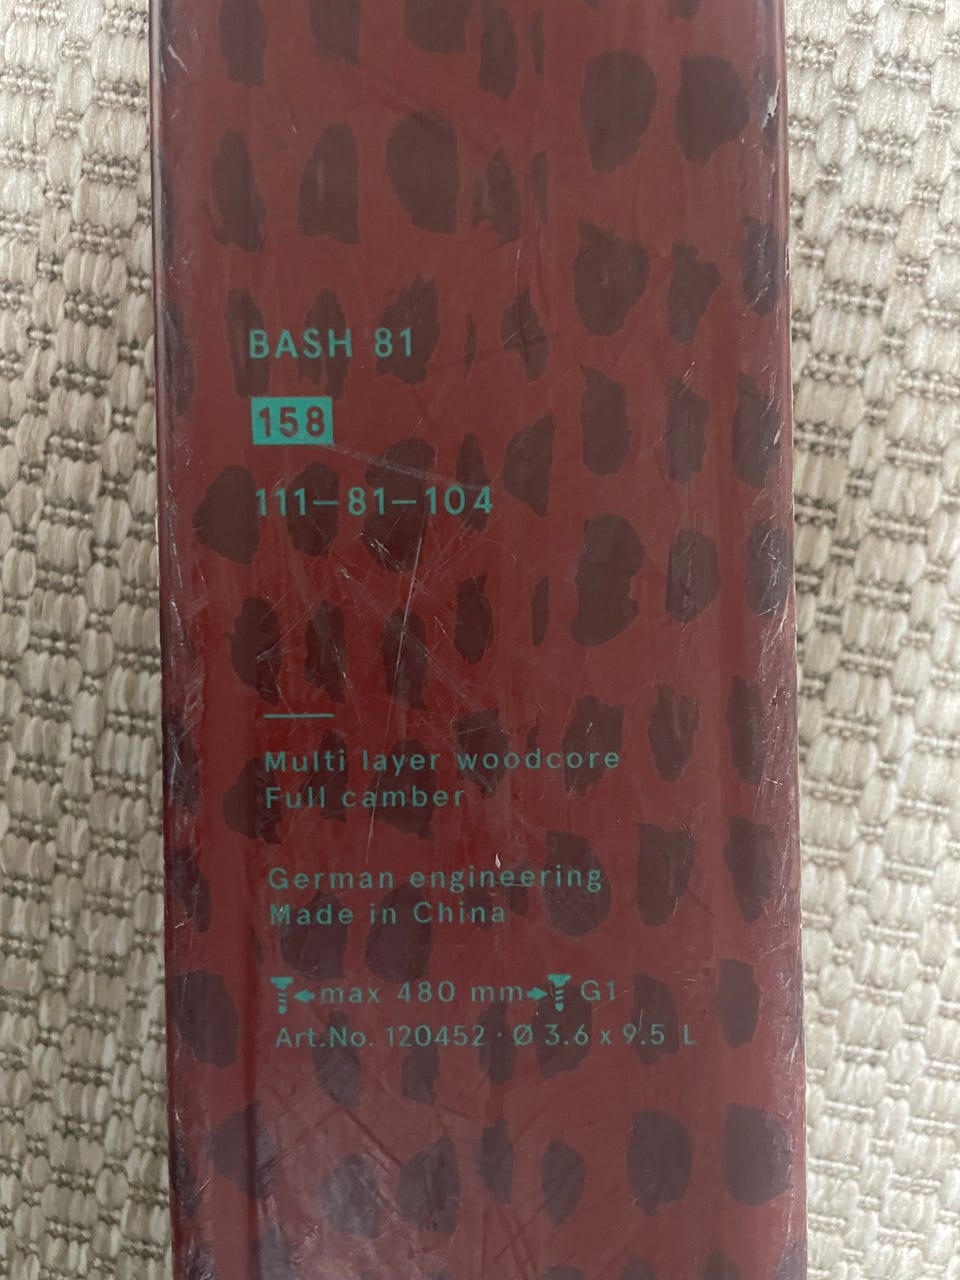 BASH 81
158
111–81–104
Multi layer woodcore
Full camber
German engineering
Made in China
max 480 mm G1
Art.No. 120452 · Ø 3.6 x 9.5 L